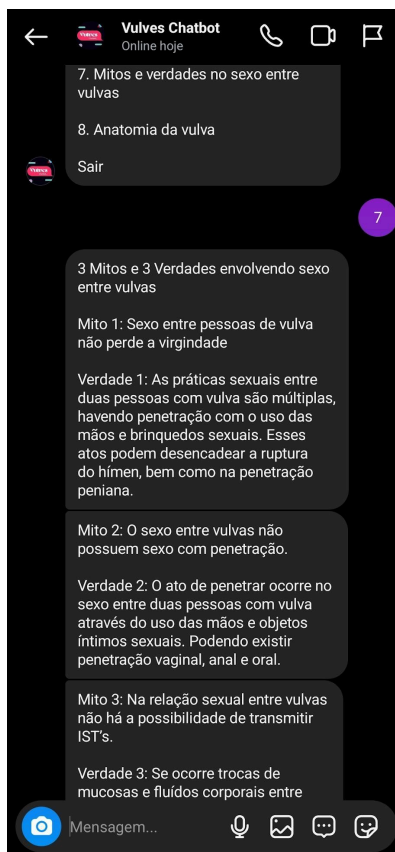 Vulves Chatbot
Online hoje
7. Mitos e verdades no sexo entre
vulvas
8. Anatomia da vulva
Sair
7
3 Mitos e 3 Verdades envolvendo sexo
entre vulvas
Mito 1: Sexo entre pessoas de vulva
não perde a virgindade
Verdade 1: As práticas sexuais entre
duas pessoas com vulva são múltiplas,
havendo penetração com o uso das
mãos e brinquedos sexuais. Esses
atos podem desencadear a ruptura
do hímen, bem como na penetração
peniana.
Mito 2: O sexo entre vulvas não
possuem sexo com penetração.
Verdade 2: O ato de penetrar ocorre no
sexo entre duas pessoas com vulva
através do uso das mãos e objetos
íntimos sexuais. Podendo existir
penetração vaginal, anal e oral.
Mito 3: Na relação sexual entre vulvas
não há a possibilidade de transmitir
IST's.
Verdade 3: Se ocorre trocas de
mucosas e fluídos corporais entre
Mensagem...